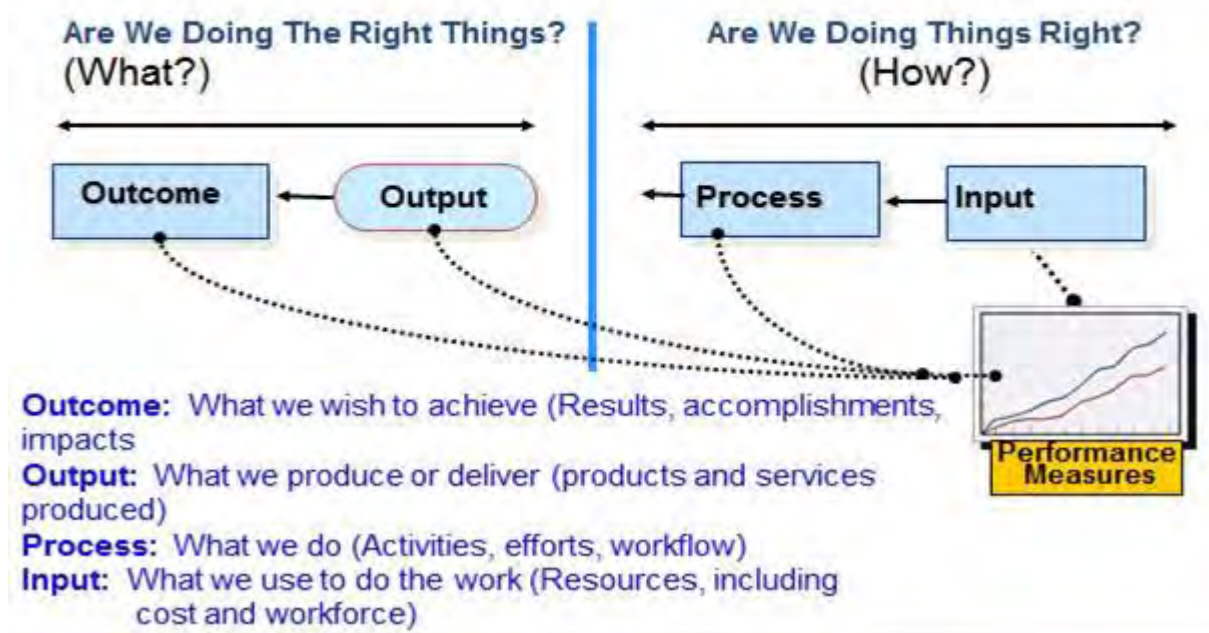 Are We Doing The Right Things?
(What?)
Are We Doing Things Right?
(How?)
Outcome
Output
Process
Input
Performance
Measures
Outcome: What we wish to achieve (Results, accomplishments,
impacts
Output: What we produce or deliver (products and services
produced)
Process: What we do (Activities, efforts, workflow)
Input: What we use to do the work (Resources, including
cost and workforce)